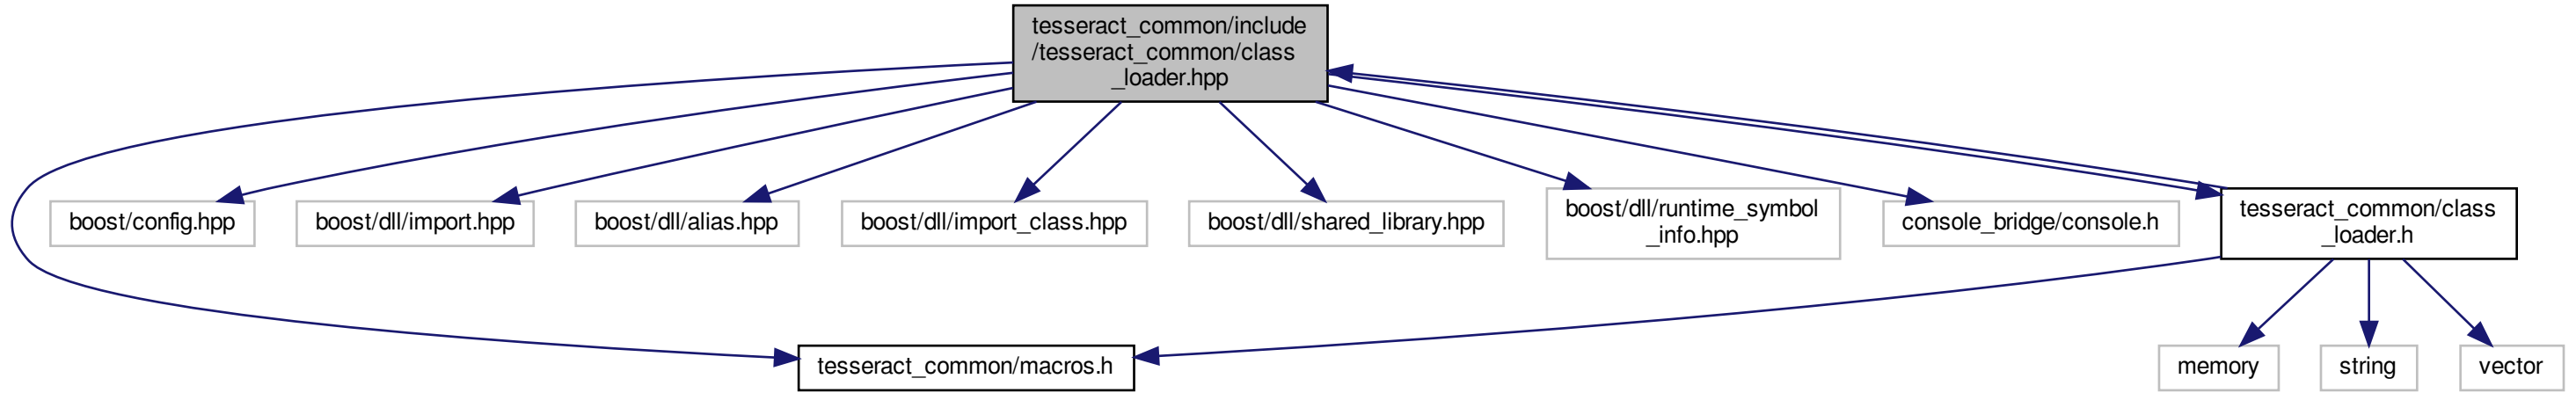 tesseract_common/include
/tesseract_common/class
_loader.hpp
boost/config.hpp
boost/dll/import.hpp
boost/dll/alias.hpp
boost/dll/import_class.hpp
boost/dll/shared_library.hpp
boost/dll/runtime_symbol
_info.hpp
console_bridge/console.h
tesseract_common/class
_loader.h
tesseract_common/macros.h
memory
string
vector